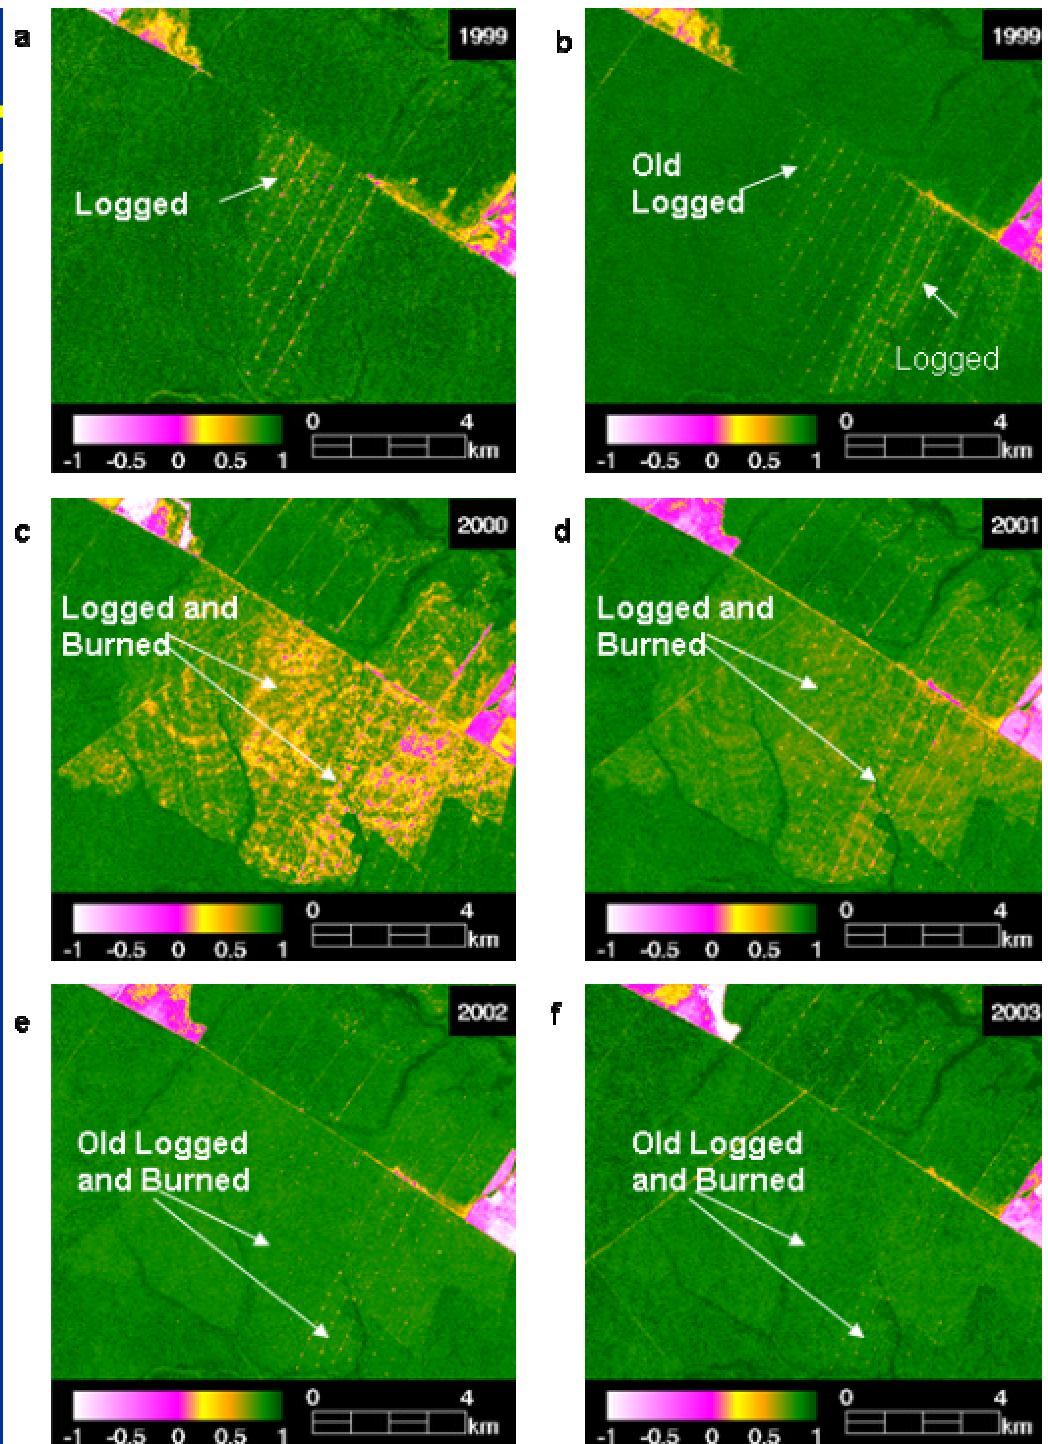 a
1999
Logged
-1 -0.5 0 0.5 1
0 4
km
b
1999
Old
Logged
Logged
-1 -0.5 0 0.5 1
0 4
km
c
2000
Logged and
Burned
-1 -0.5 0 0.5 1
0 4
km
d
2001
Logged and
Burned
-1 -0.5 0 0.5 1
0 4
km
e
2002
Old Logged
and Burned
-1 -0.5 0 0.5 1
0 4
km
f
2003
Old Logged
and Burned
-1 -0.5 0 0.5 1
0 4
km